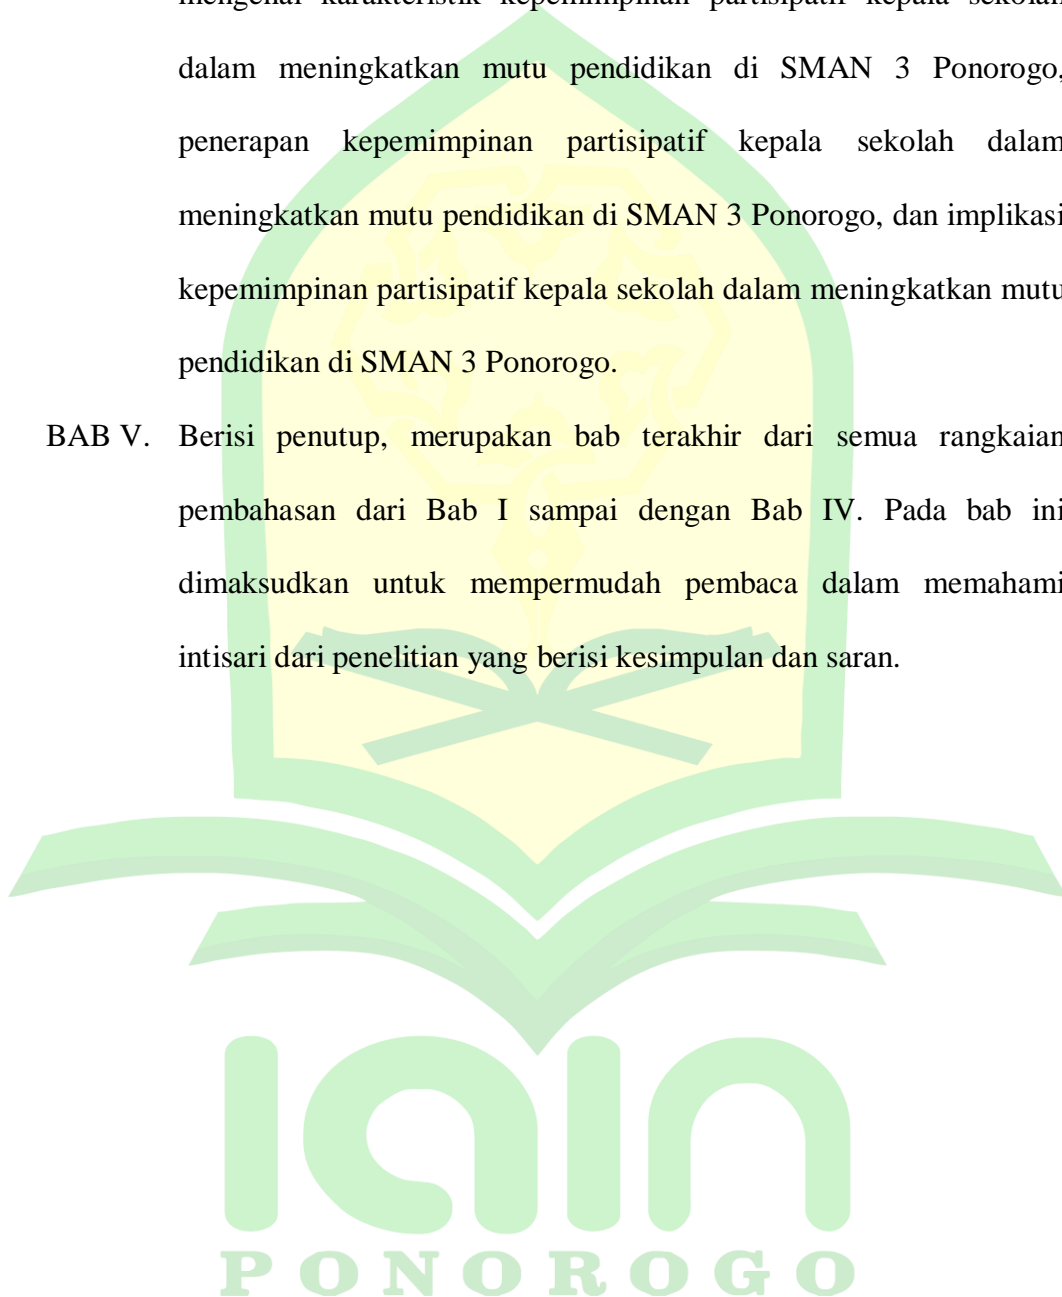 mengenai karakteristik kepemimpinan partisipatif kepala sekolah
dalam meningkatkan mutu pendidikan di SMAN 3 Ponorogo,
penerapan kepemimpinan partisipatif kepala sekolah dalam
meningkatkan mutu pendidikan di SMAN 3 Ponorogo, dan implikasi
kepemimpinan partisipatif kepala sekolah dalam meningkatkan mutu
pendidikan di SMAN 3 Ponorogo.
BAB V. Berisi penutup, merupakan bab terakhir dari semua rangkaian
pembahasan dari Bab I sampai dengan Bab IV. Pada bab ini
dimaksudkan untuk mempermudah pembaca dalam memahami
intisari dari penelitian yang berisi kesimpulan dan saran.
IAIN
PONOROGO